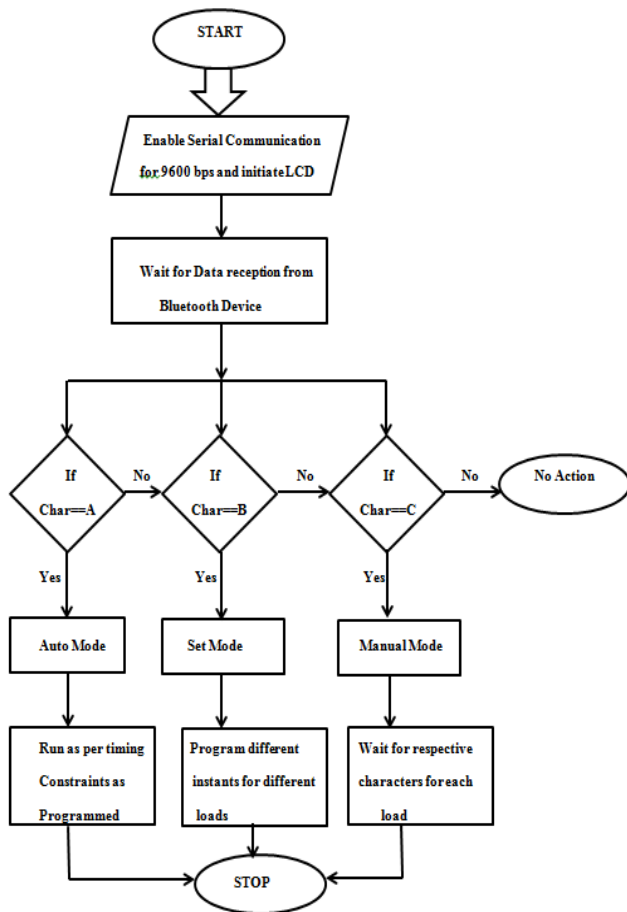 START
Enable Serial Communication
for 9600 bps and initiate LCD
Wait for Data reception from
Bluetooth Device
If
Char==A
No
If
Char==B
No
If
Char==C
No
No Action
Yes
Yes
Yes
Auto Mode
Set Mode
Manual Mode
Run as per timing
Constraints as
Programmed
Program different
instants for different
loads
Wait for respective
characters for each
load
STOP